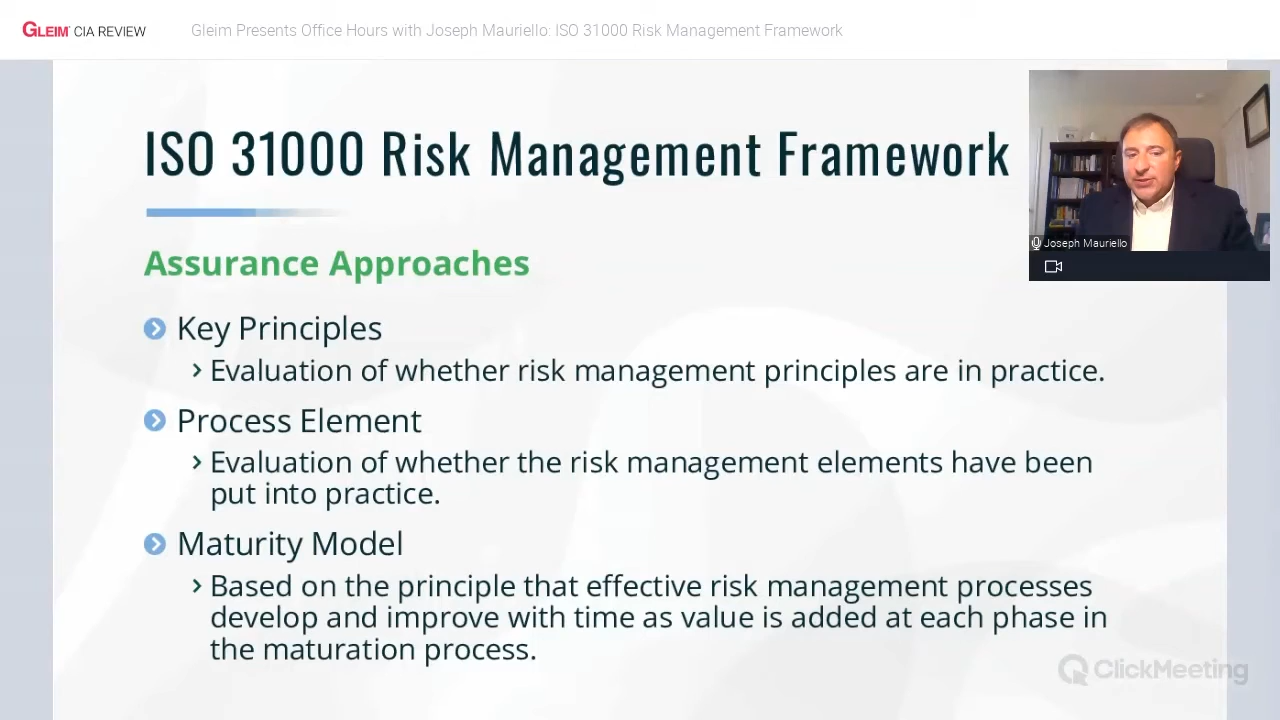 GLEIM CIA REVIEW
Gleim Presents Office Hours with Joseph Mauriello: ISO 31000 Risk Management Framework
ISO 31000 Risk Management Framework
Joseph Mauriello
Assurance Approaches
Key Principles
Evaluation of whether risk management principles are in practice.
Process Element
Evaluation of whether the risk management elements have been
put into practice.
Maturity Model
Based on the principle that effective risk management processes
develop and improve with time as value is added at each phase in
the maturation process.
ClickMeeting